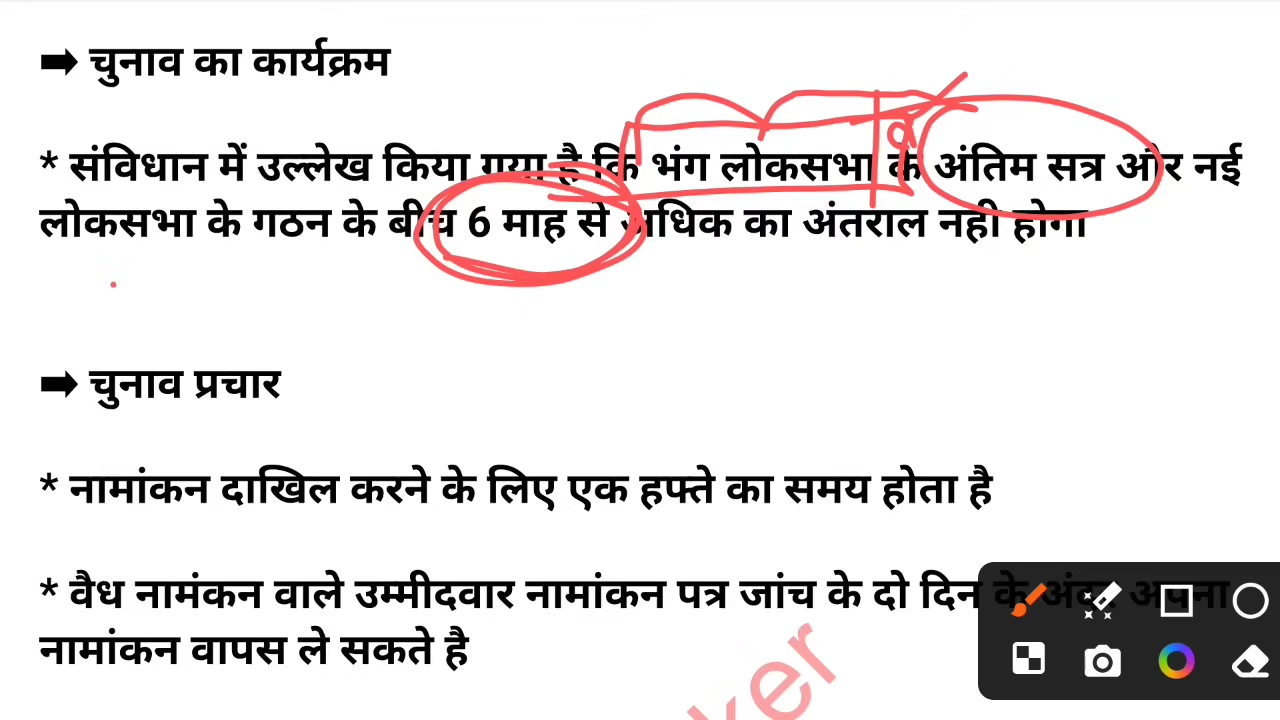 ➡ चुनाव का कार्यक्रम
* संविधान में उल्लेख किया गया है कि भंग लोकसभा के अंतिम सत्र और नई
लोकसभा के गठन के बीच 6 माह से अधिक का अंतराल नही होगा
➡ चुनाव प्रचार
* नामांकन दाखिल करने के लिए एक हफ्ते का समय होता है
* वैध नामंकन वाले उम्मीदवार नामांकन पत्र जांच के दो दिन के अंदर अपना
नामांकन वापस ले सकते है
ker